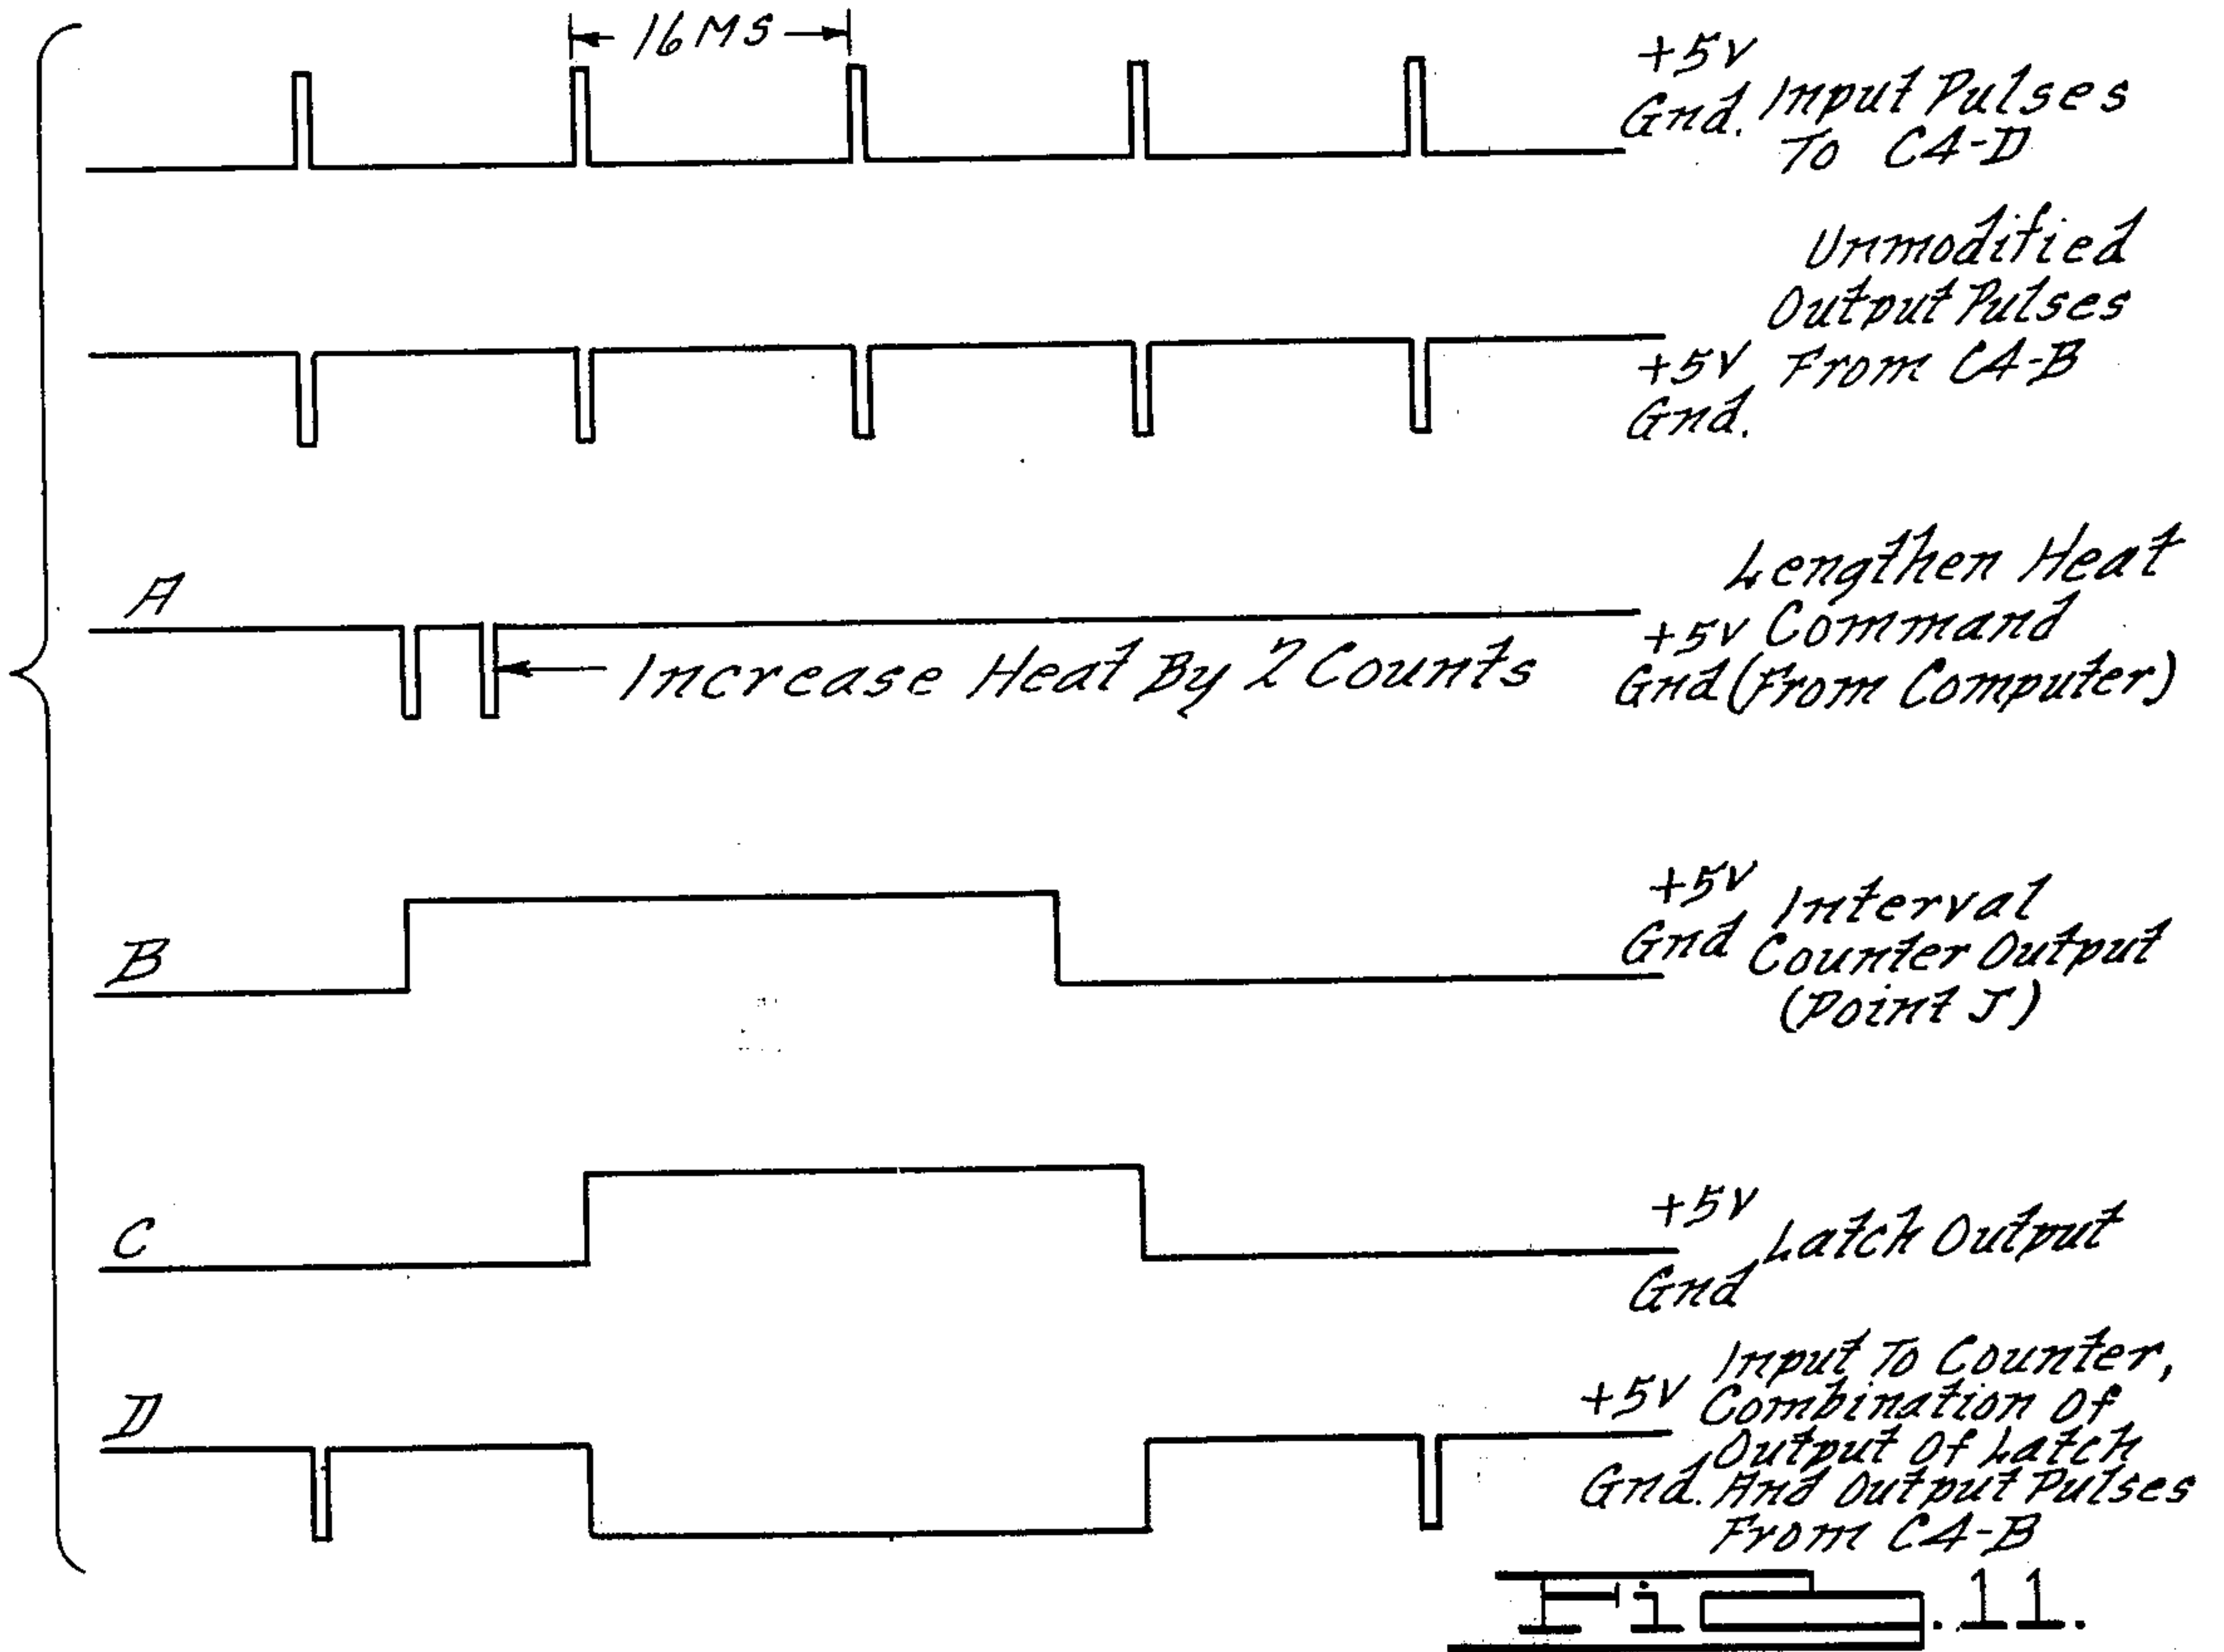 16 MS
+5V
Gnd. Input Pulses
To C4-D
Unmodified
Output Pulses
+5V From C4-B
Gnd.
A
Lengthen Heat
+5V Command
Gnd (From Computer)
Increase Heat By 2 Counts
B
+5V Interval
Gnd Counter Output
(Point J)
C
+5V
Latch Output
Gnd
D
Input To Counter,
+5V Combination Of
Output Of Latch
Gnd. And Output Pulses
From C4-B
Fig. 11.